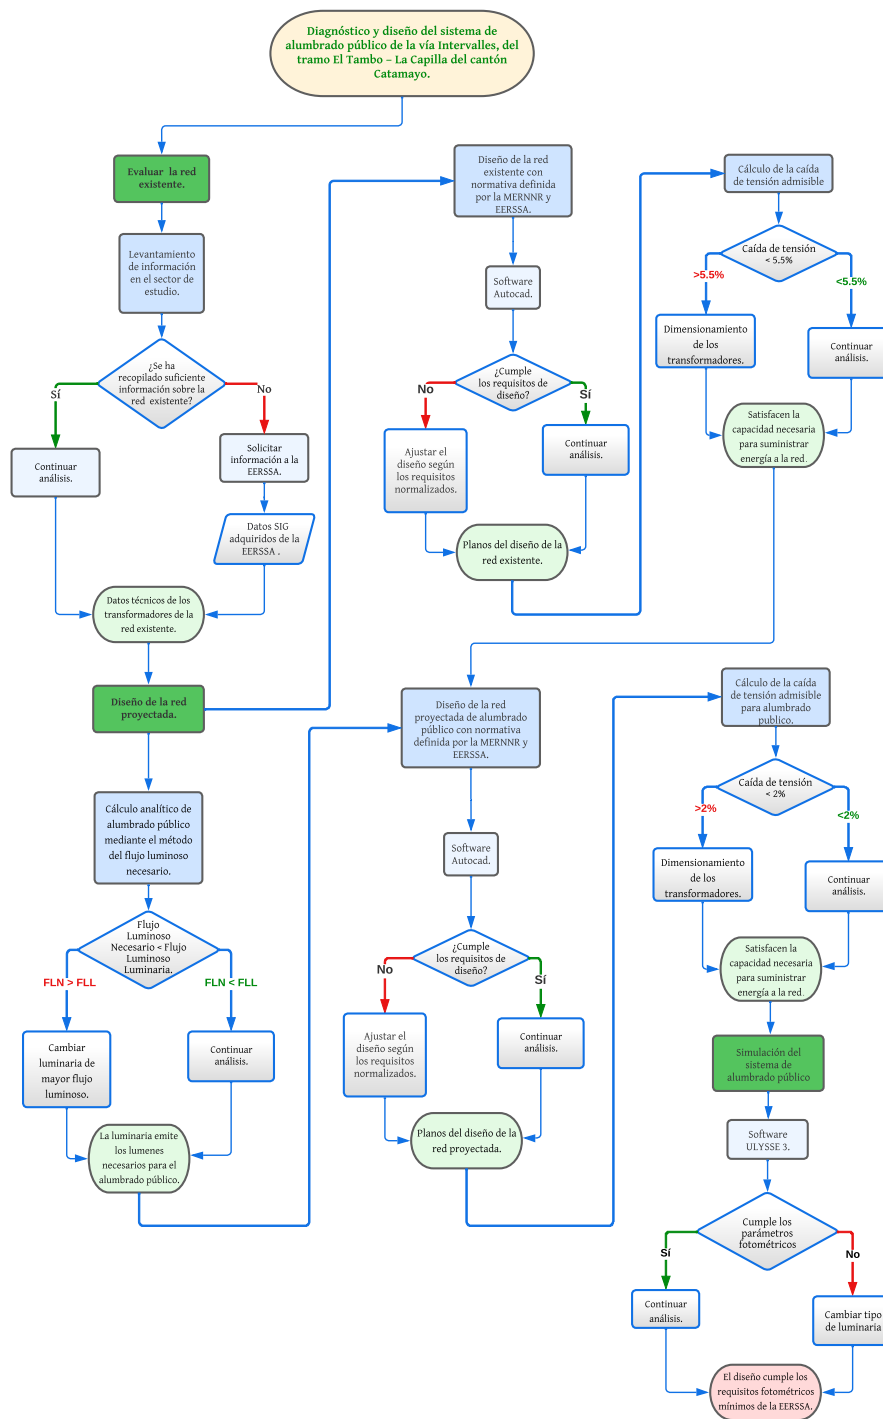 Diagnóstico y diseño del sistema de
alumbrado público de la vía Intervalles, del
tramo El Tambo – La Capilla del cantón
Catamayo.
Evaluar la red
existente.
Levantamiento
de información
en el sector de
estudio.
¿Se ha
recopilado suficiente
información sobre la
red existente?
Sí
No
Continuar
análisis.
Solicitar
información a la
EERSSA.
Datos SIG
adquiridos de la
EERSSA .
Datos técnicos de los
transformadores de la
red existente.
Diseño de la red
proyectada.
Diseño de la red
existente con
normativa definida
por la MERNNR y
EERSSA.
Software
Autocad.
¿Cumple
los requisitos de
diseño?
No
Sí
Ajustar el
diseño según
los requisitos
normalizados.
Continuar
análisis.
Planos del diseño de la
red existente.
Cálculo de la caída
de tensión admisible
Caída de tensión
< 5.5%
>5.5%
<5.5%
Dimensionamiento
de los
transformadores.
Continuar
análisis.
Satisfacen la
capacidad necesaria
para suministrar
energía a la red.
Cálculo analítico de
alumbrado público
mediante el método
del flujo luminoso
necesario.
Flujo
Luminoso
Necesario < Flujo
Luminoso
Luminaria.
FLN > FLL
FLN < FLL
Cambiar
luminaria de
mayor flujo
luminoso.
Continuar
análisis.
La luminaria emite
los lumenes
necesarios para el
alumbrado público.
Diseño de la red
proyectada de alumbrado
público con normativa
definida por la MERNNR y
EERSSA.
Software
Autocad.
¿Cumple
los requisitos de
diseño?
No
Sí
Ajustar el
diseño según
los requisitos
normalizados.
Continuar
análisis.
Planos del diseño de la
red proyectada.
Cálculo de la caída
de tensión admisible
para alumbrado
publico.
Caída de tensión
< 2%
>2%
<2%
Dimensionamiento
de los
transformadores.
Continuar
análisis.
Satisfacen la
capacidad necesaria
para suministrar
energía a la red.
Simulación del
sistema de
alumbrado público
Software
ULYSSE 3.
Cumple los
parámetros
fotométricos
Sí
No
Continuar
análisis.
Cambiar tipo
de luminaria
El diseño cumple los
requisitos fotométricos
mínimos de la EERSSA.